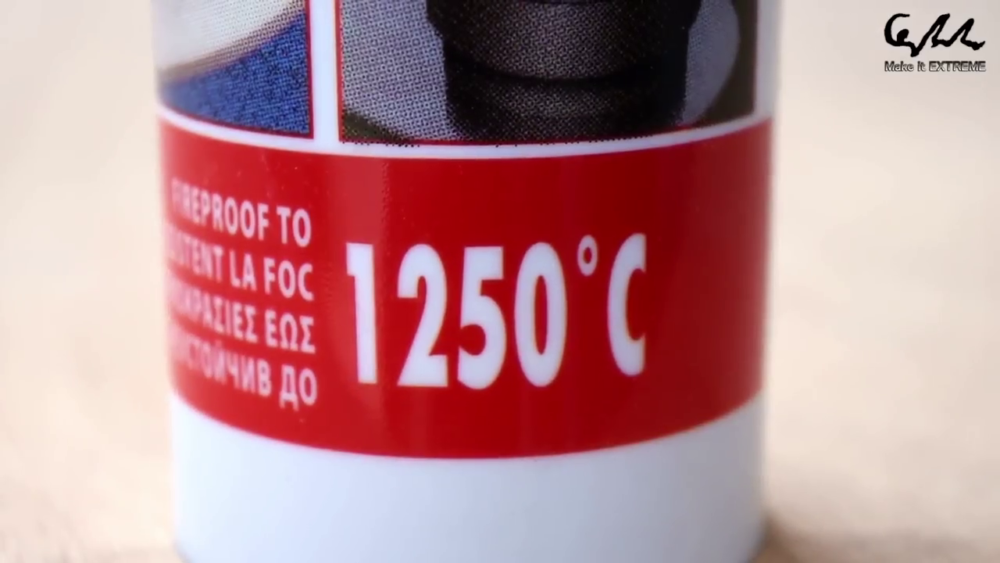 Make It EXTREME
FIREPROOF TO
LA FOC
1250°C
ΕΩΣ
ДО